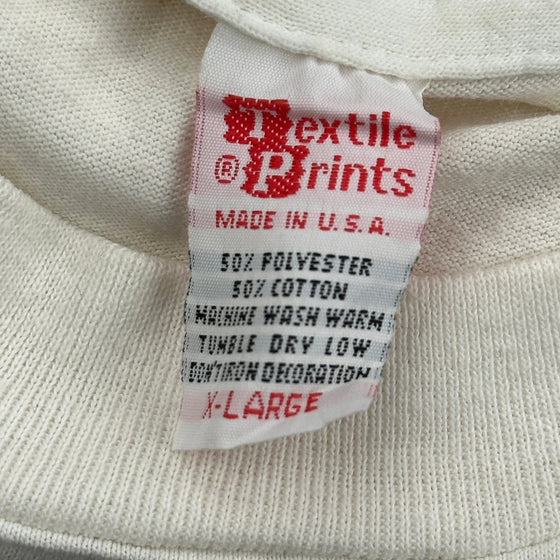 Textile
® Prints
MADE IN U.S.A.
50% POLYESTER
50% COTTON
MACHINE WASH WARM
TUMBLE DRY LOW
DON'T IRON DECORATION
X-LARGE